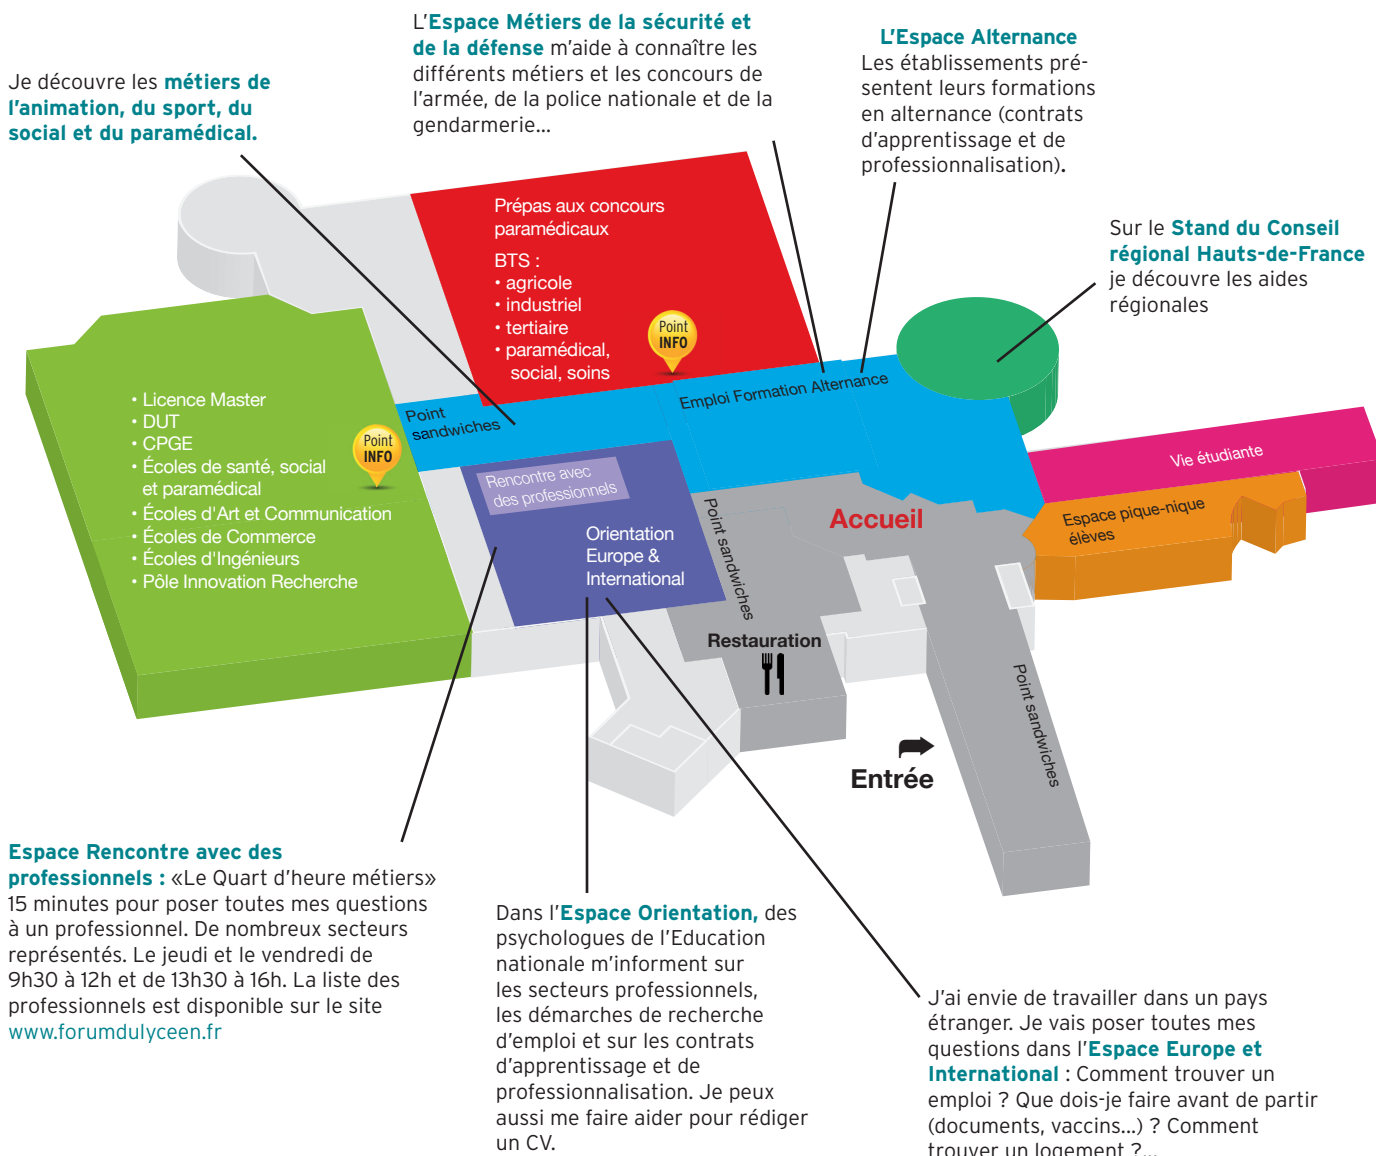 Je découvre les métiers de
l'animation, du sport, du
social et du paramédical.
L'Espace Métiers de la sécurité et
de la défense m'aide à connaître les
différents métiers et les concours de
l'armée, de la police nationale et de la
gendarmerie...
L'Espace Alternance
Les établissements pré-
sentent leurs formations
en alternance (contrats
d'apprentissage et de
professionnalisation).
Sur le Stand du Conseil
régional Hauts-de-France
je découvre les aides
régionales
Prépas aux concours
paramédicaux
BTS :
• agricole
• industriel
• tertiaire
• paramédical,
social, soins
Point
INFO
• Licence Master
• DUT
• CPGE
• Écoles de santé, social
et paramédical
• Écoles d'Art et Communication
• Écoles de Commerce
• Écoles d'Ingénieurs
• Pôle Innovation Recherche
Point
INFO
Point
sandwiches
Emploi Formation Alternance
Rencontre avec
des professionnels
Orientation
Europe &
International
Point sandwiches
Accueil
Vie étudiante
Espace pique-nique
élèves
Restauration
Point sandwiches
Entrée
Espace Rencontre avec des
professionnels : «Le Quart d'heure métiers»
15 minutes pour poser toutes mes questions
à un professionnel. De nombreux secteurs
représentés. Le jeudi et le vendredi de
9h30 à 12h et de 13h30 à 16h. La liste des
professionnels est disponible sur le site
www.forumdulyceen.fr
Dans l'Espace Orientation, des
psychologues de l'Education
nationale m'informent sur
les secteurs professionnels,
les démarches de recherche
d'emploi et sur les contrats
d'apprentissage et de
professionnalisation. Je peux
aussi me faire aider pour rédiger
un CV.
J'ai envie de travailler dans un pays
étranger. Je vais poser toutes mes
questions dans l'Espace Europe et
International : Comment trouver un
emploi ? Que dois-je faire avant de partir
(documents, vaccins...) ? Comment
trouver un logement ?...